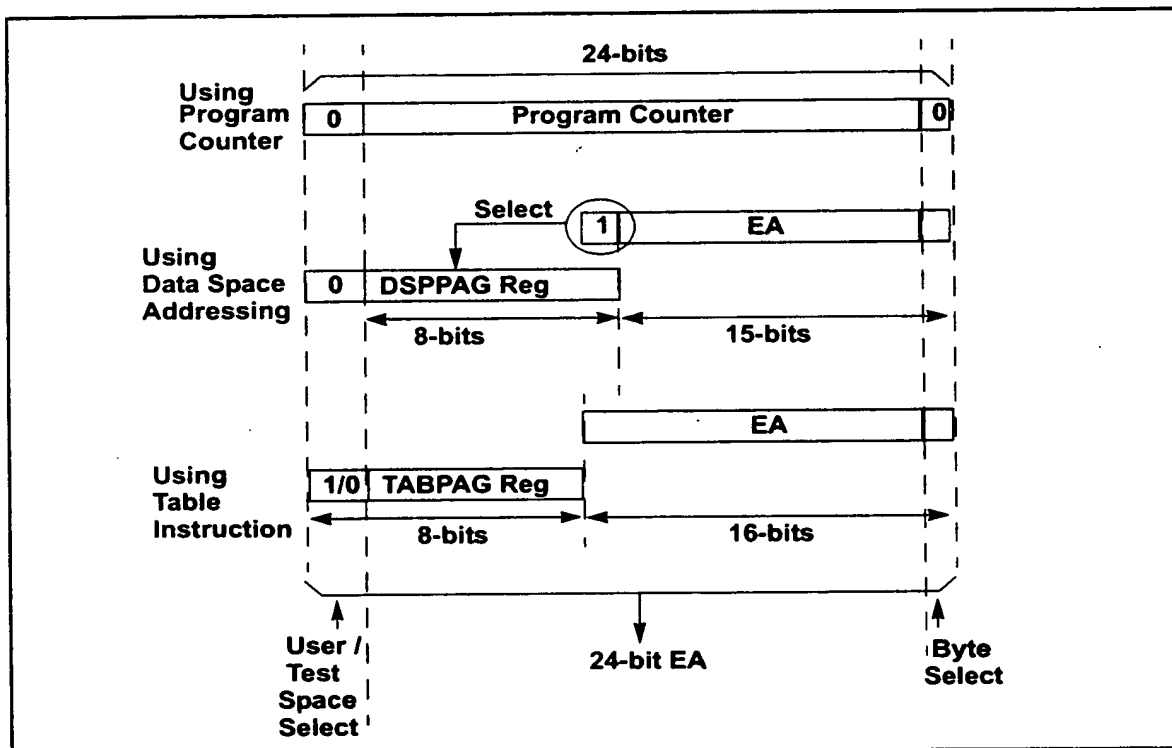 24-bits
Using
Program
Counter
0
Program Counter
0
Select
1
EA
Using
Data Space
Addressing
0
DSPPAG Reg
8-bits
15-bits
EA
Using
Table
Instruction
1/0
TABPAG Reg
8-bits
16-bits
User /
Test
Space
Select
24-bit EA
Byte
Select